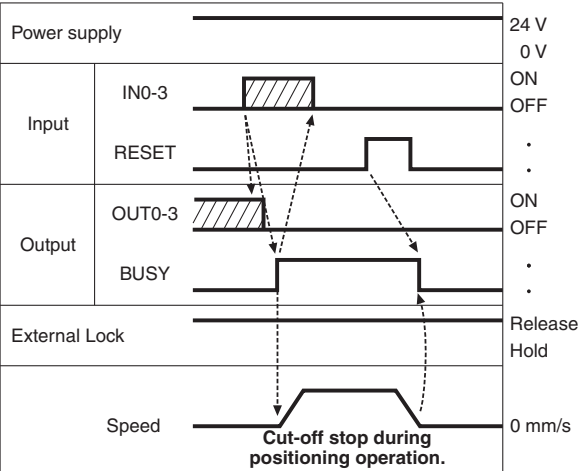 Power supply
24 V
0 V
Input
IN0-3
ON
OFF
RESET
Output
OUT0-3
ON
OFF
BUSY
External Lock
Release
Hold
Speed
0 mm/s
Cut-off stop during
positioning operation.